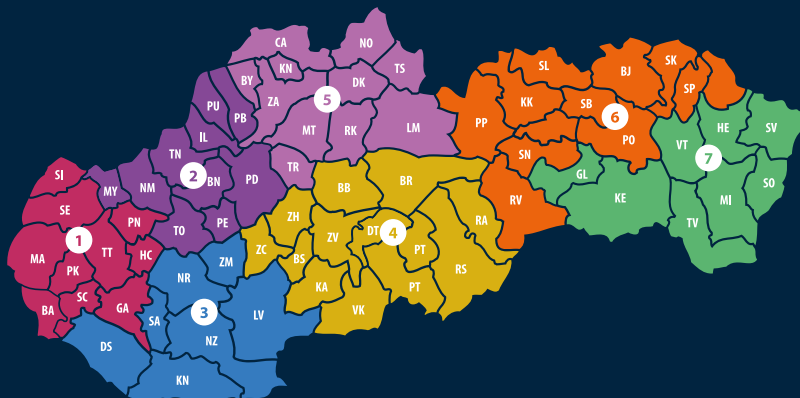 CA
NO
KN
TS
BY
DK
ZA
5
PU
PB
MT
RK
LM
IL
TN
2
BN
PD
TR
MY
NM
TO
PE
SI
SE
PN
1
TT
HC
MA
PK
SC
GA
BA
ZM
NR
SA
3
LV
NZ
DS
KN
BB
BR
ZH
ZC
BS
ZV
DT
4
PT
RA
KA
PT
RS
VK
SL
BJ
SK
SP
KK
SB
6
PP
PO
SN
RV
HE
SV
VT
7
GL
SO
KE
MI
TV